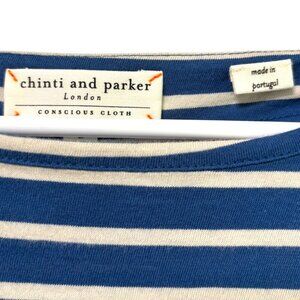 chinti and parker
London
CONSCIOUS CLOTH
made in
portugal